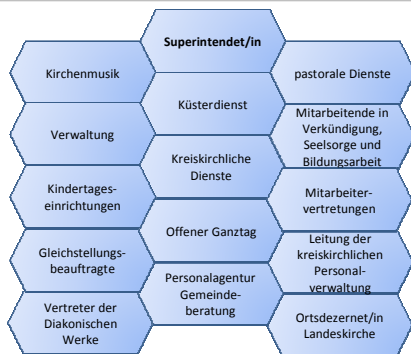 Superintendet/in
Kirchenmusik
pastorale Dienste
Küsterdienst
Verwaltung
Mitarbeitende in
Verkündigung,
Seelsorge und
Bildungsarbeit
Kreiskirchliche
Dienste
Kindertages-
einrichtungen
Mitarbeiter-
vertretungen
Offener Ganztag
Gleichstellungs-
beauftragte
Leitung der
kreiskirchlichen
Personal-
verwaltung
Personalagentur
Gemeinde-
beratung
Vertreter der
Diakonischen
Werke
Ortsdezernet/in
Landeskirche